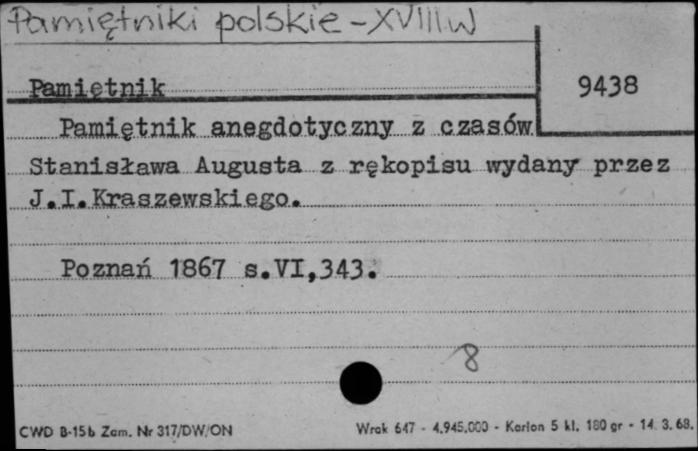 Pamiętniki polskie - XVIII w
Pamiętnik
9438
Pamiętnik anegdotyczny z czasów
Stanisława Augusta z rękopisu wydany przez
J.I.Kraszewskiego.
Poznań 1867 s.VI,343.
8
CWD B-15b Zam. Nr 317/DW/ON
Wrak 647 - 4.945.000 - Karton 5 kl. 180 gr - 14. 3. 68.